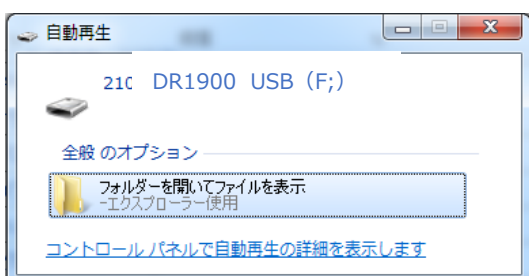 自動再生
210 DR1900 USB（F;）
全般 のオプション
フォルダーを開いてファイルを表示
-エクスプローラー使用
コントロール パネルで自動再生の詳細を表示します